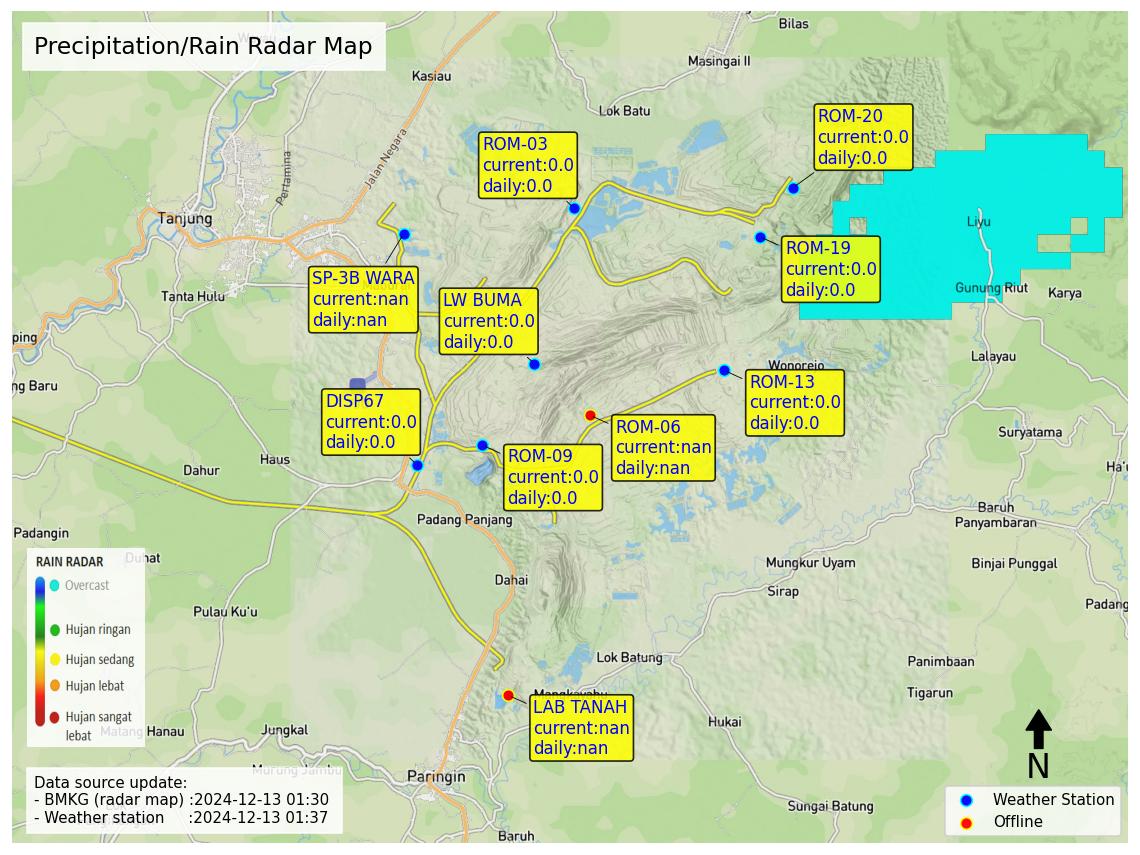 Precipitation/Rain Radar Map
Bilas
Masingai II
Kasiau
Lok Batu
Pertamina
Jalan Negara
Tanjung
Tanta Hulu
ROM-03
current:0.0
daily:0.0
ROM-20
current:0.0
daily:0.0
ROM-19
current:0.0
daily:0.0
SP-3B WARA
current:nan
daily:nan
LW BUMA
current:0.0
daily:0.0
Liyu
Gunung Riut
Karya
Lalayau
ping
ng Baru
Wonorejo
ROM-13
current:0.0
daily:0.0
DISP67
current:0.0
daily:0.0
ROM-06
current:nan
daily:nan
ROM-09
current:0.0
daily:0.0
Suryatama
Haus
Dahur
Ha'u
Padang Panjang
Baruh
Panyambaran
Padangin
Duhat
Dahai
Mungkur Uyam
Binjai Punggal
Sirap
Padang
Pulau Ku'u
Lok Batung
Panimbaan
Tigarun
Mangkayahu
LAB TANAH
current:nan
daily:nan
Hukai
Jungkal
Matang Hanau
Murung Jambu
Paringin
Sungai Batung
Baruh
RAIN RADAR
Overcast
Hujan ringan
Hujan sedang
Hujan lebat
Hujan sangat
lebat
Data source update:
- BMKG (radar map) :2024-12-13 01:30
- Weather station :2024-12-13 01:37
N
Weather Station
Offline